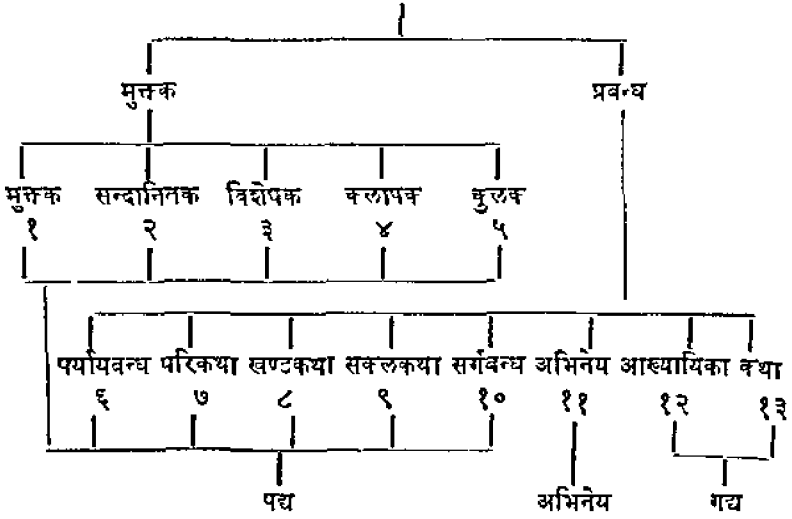 मुक्तक प्रबन्ध
मुक्तक सन्दानितक विशेषक कलापक कुलक
१ २ ३ ४ ५
पर्यायबन्ध परिकथा खण्डकथा सकलकथा सर्गबन्ध अभिनेय आख्यायिका कथा
६ ७ ८ ९ १० ११ १२ १३
पद्य अभिनेय गद्य